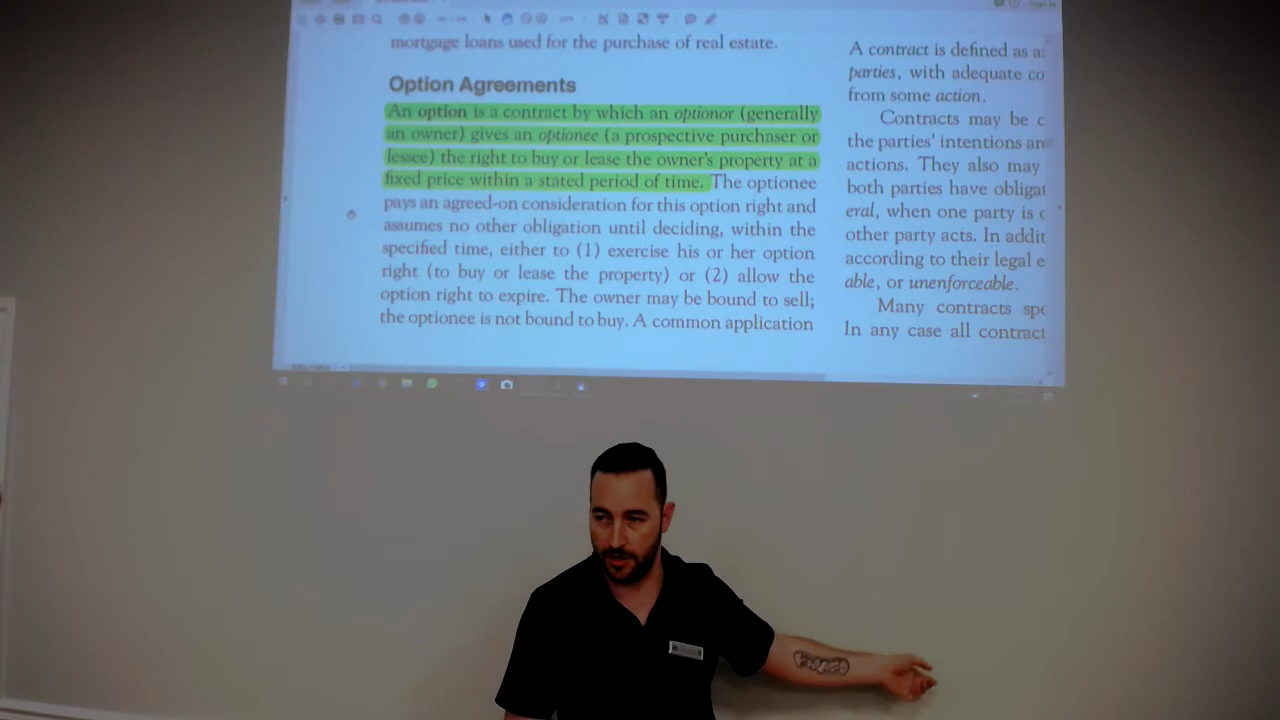 Sign In
mortgage loans used for the purchase of real estate.
Option Agreements
An option is a contract by which an optionor (generally
an owner) gives an optionee (a prospective purchaser or
lessee) the right to buy or lease the owner's property at a
fixed price within a stated period of time. The optionee
pays an agreed-on consideration for this option right and
assumes no other obligation until deciding, within the
specified time, either to (1) exercise his or her option
right (to buy or lease the property) or (2) allow the
option right to expire. The owner may be bound to sell;
the optionee is not bound to buy. A common application
A contract is defined as a
parties, with adequate co
from some action.
Contracts may be c
the parties' intentions are
actions. They also may
both parties have obligat
eral, when one party is c
other party acts. In addit
according to their legal e
able, or unenforceable.
Many contracts spe
In any case all contract